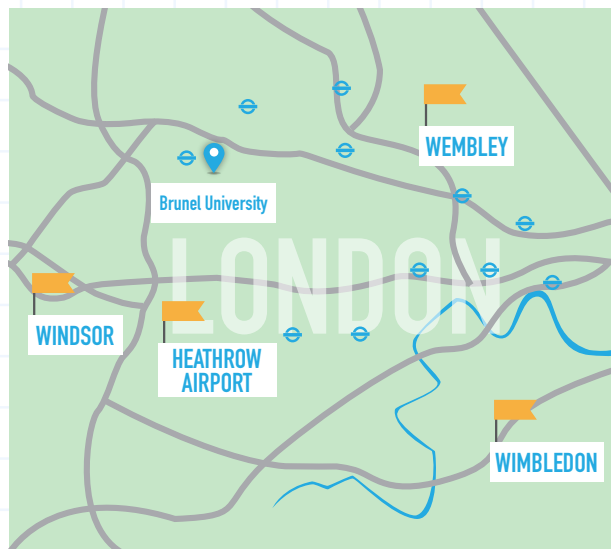 WEMBLEY
Brunel University
LONDON
WINDSOR
HEATHROW
AIRPORT
WIMBLEDON